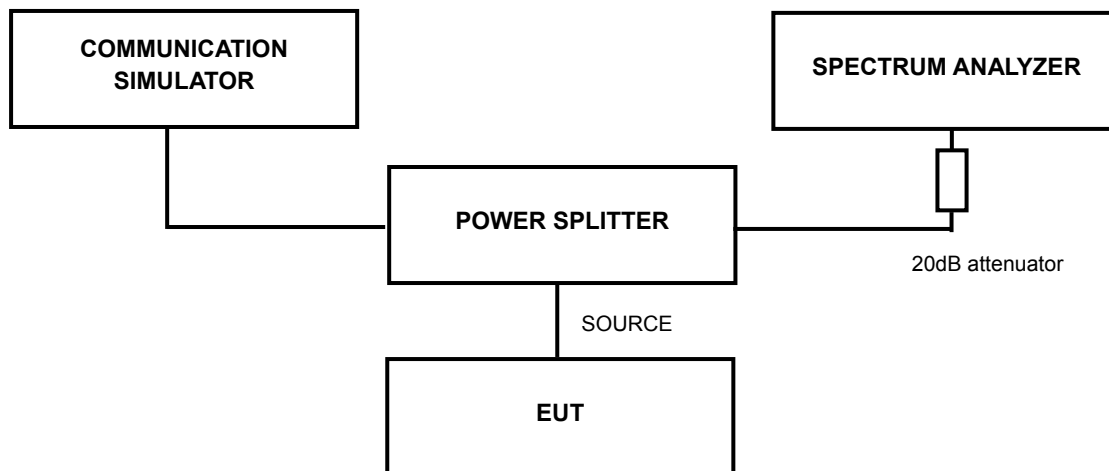 COMMUNICATION
SIMULATOR
SPECTRUM ANALYZER
POWER SPLITTER
20dB attenuator
SOURCE
EUT